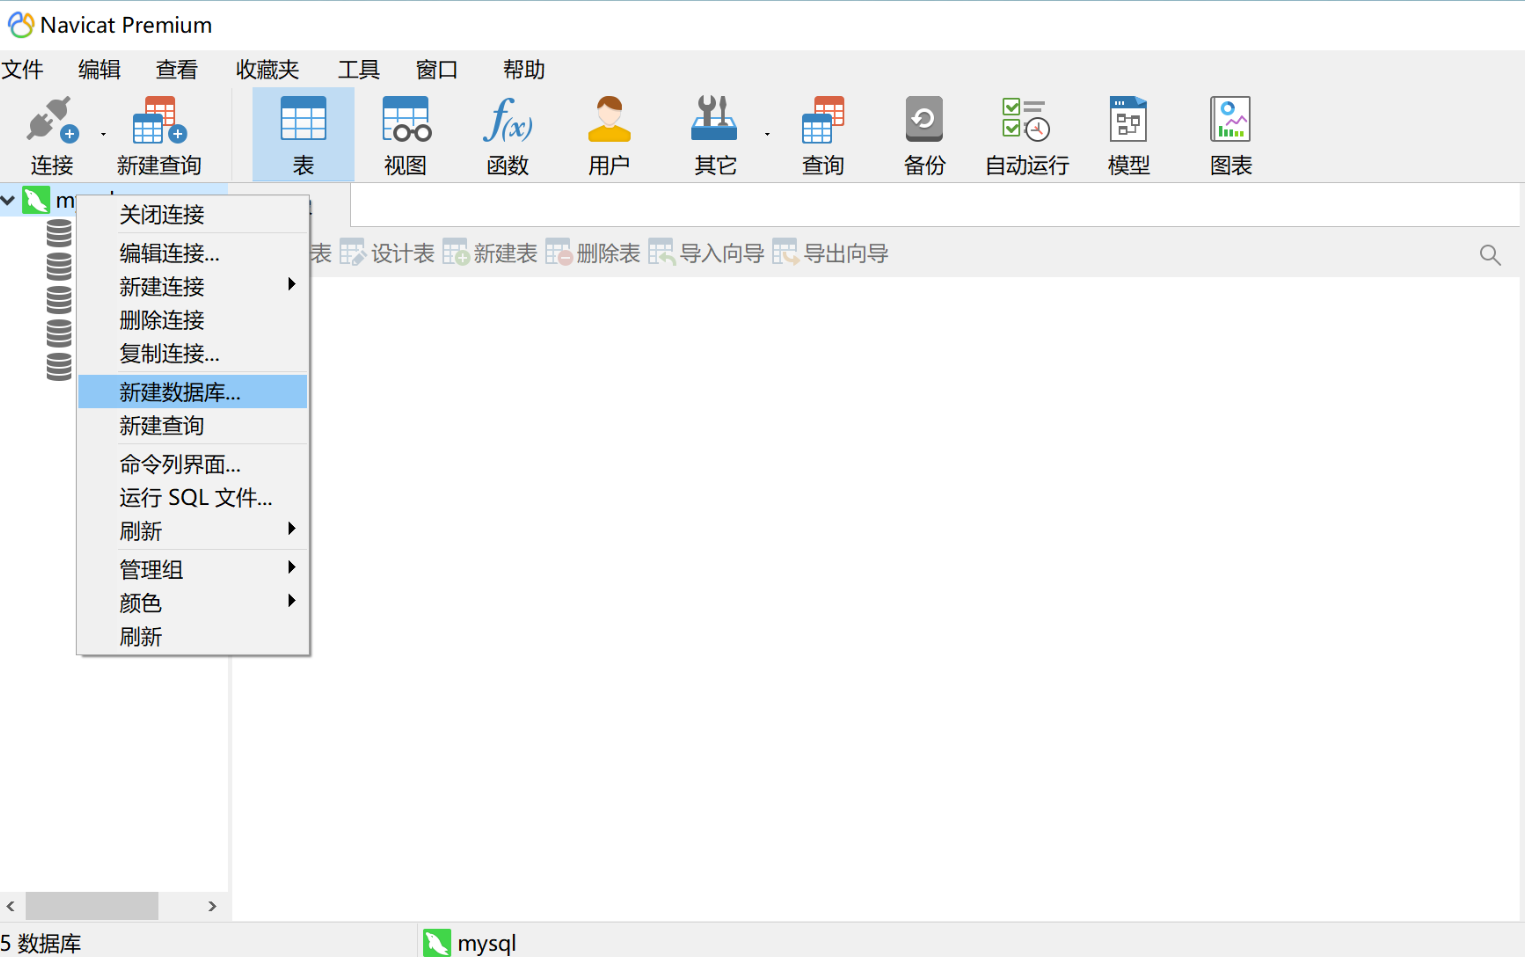 Navicat Premium
文件 编辑 查看 收藏夹 工具 窗口 帮助
连接 新建查询 表 视图 f(x) 函数 用户 其它 查询 备份 自动运行 模型 图表
关闭连接
表 设计表 新建表 删除表 导入向导 导出向导
编辑连接...
新建连接
删除连接
复制连接...
新建数据库...
新建查询
命令列界面...
运行 SQL 文件...
刷新
管理组
颜色
刷新
5 数据库 mysql